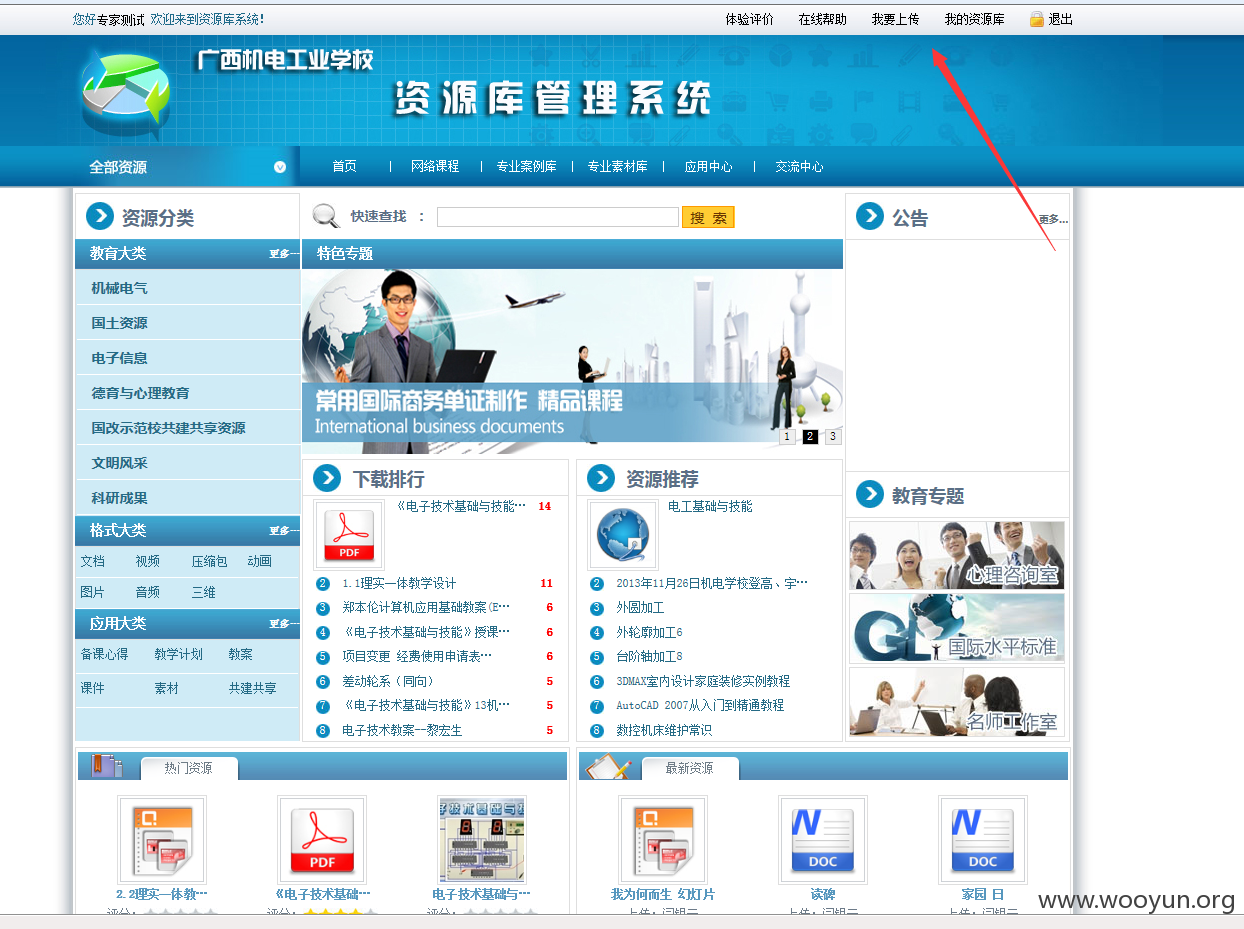 您好专家测试 欢迎来到资源库系统！
体验评价 在线帮助 我要上传 我的资源库 退出
广西机电工业学校
资源库管理系统
全部资源
首页 | 网络课程 | 专业案例库 | 专业素材库 | 应用中心 | 交流中心
资源分类
教育大类 更多
机械电气
国土资源
电子信息
德育与心理教育
国改示范校共建共享资源
文明风采
科研成果
格式大类 更多
文档 视频 压缩包 动画
图片 音频 三维
应用大类 更多
备课心得 教学计划 教案
课件 素材 共建共享
快速查找 ： 搜 索
特色专题
常用国际商务单证制作 精品课程
International business documents
1 2 3
下载排行
PDF
《电子技术基础与技能… 14
2 1.1理实一体教学设计 11
3 郑本伦计算机应用基础教案(E… 6
4 《电子技术基础与技能》授课… 6
5 项目变更 经费使用申请表… 6
6 差动轮系（同向） 5
7 《电子技术基础与技能》13机… 5
8 电子技术教案--黎宏生 5
资源推荐
电工基础与技能
2 2013年11月26日机电学校登高、宇…
3 外圆加工
4 外轮廓加工6
5 台阶轴加工8
6 3DMAX室内设计家庭装修实例教程
7 AutoCAD 2007从入门到精通教程
8 数控机床维护常识
公告 更多...
教育专题
心理咨询室
国际水平标准
名师工作室
热门资源
PDF
2.2理实一体教…
《电子技术基础…
电子技术基础与…
评分：
评分：
评分：
最新资源
DOC
DOC
我为何而生 幻灯片
读碑
家园 日
www.wooyun.org